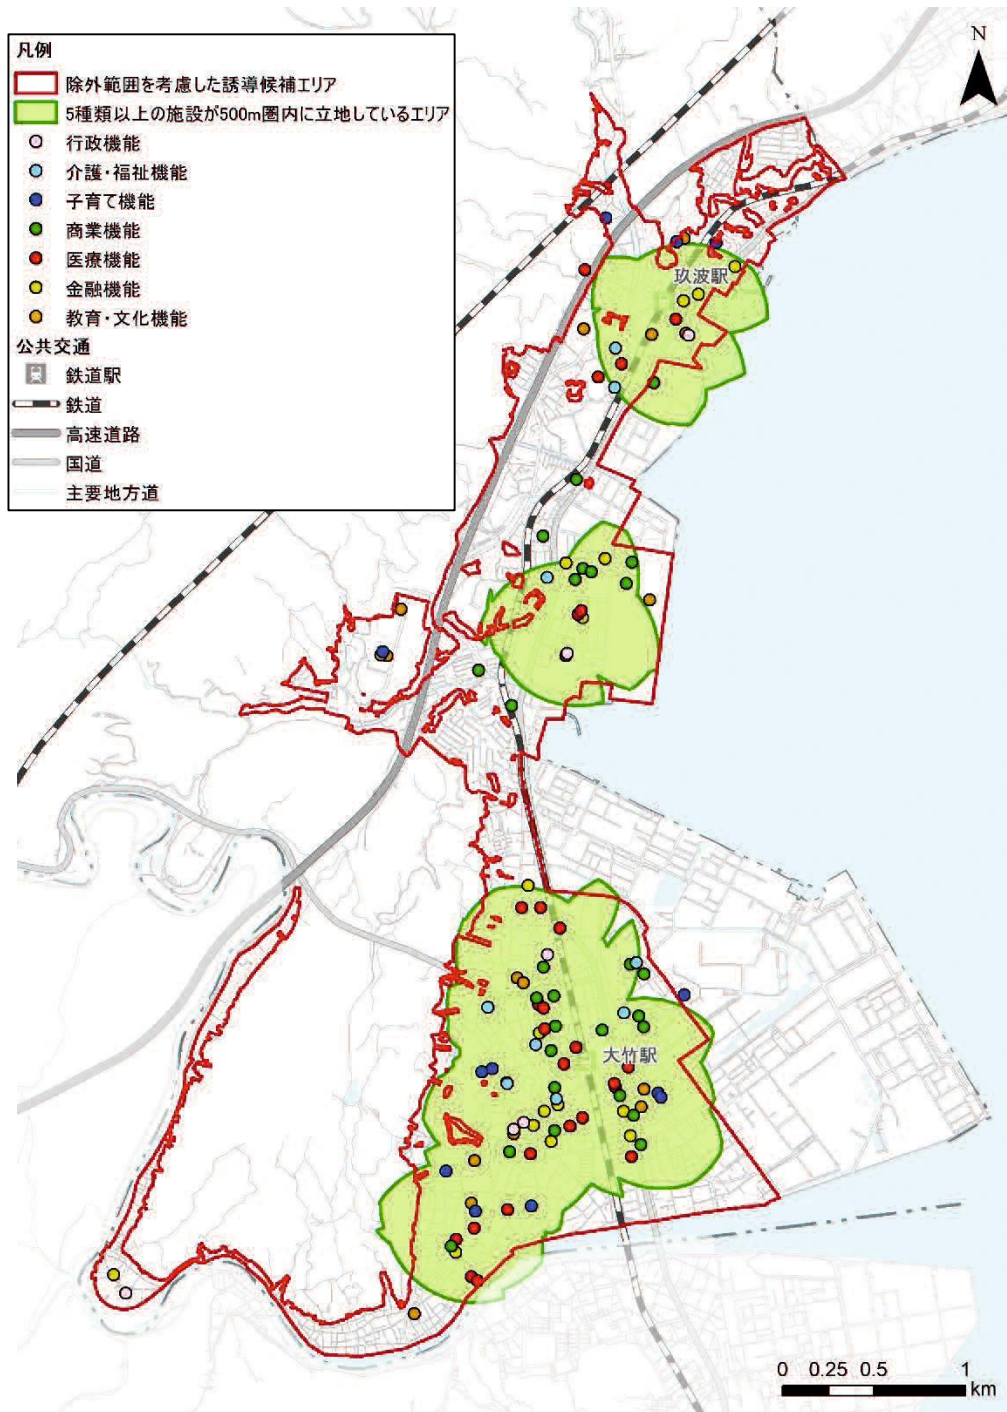 凡例
除外範囲を考慮した誘導候補エリア
5種類以上の施設が500m圏内に立地しているエリア
行政機能
介護・福祉機能
子育て機能
商業機能
医療機能
金融機能
教育・文化機能
公共交通
鉄道駅
鉄道
高速道路
国道
主要地方道
N
玖波駅
大竹駅
0 0.25 0.5 1
km